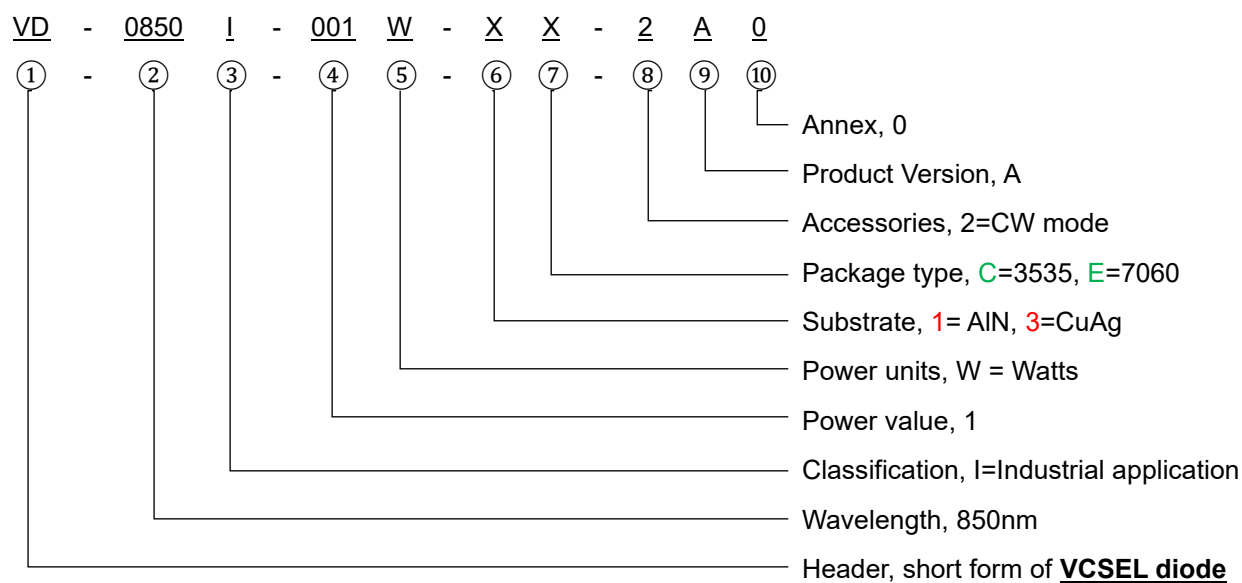 VD - 0850 I - 001 W - X X - 2 A 0
① - ② ③ - ④ ⑤ - ⑥ ⑦ - ⑧ ⑨ ⑩
Annex, 0
Product Version, A
Accessories, 2=CW mode
Package type, C=3535, E=7060
Substrate, 1= AlN, 3=CuAg
Power units, W = Watts
Power value, 1
Classification, I=Industrial application
Wavelength, 850nm
Header, short form of VCSEL diode